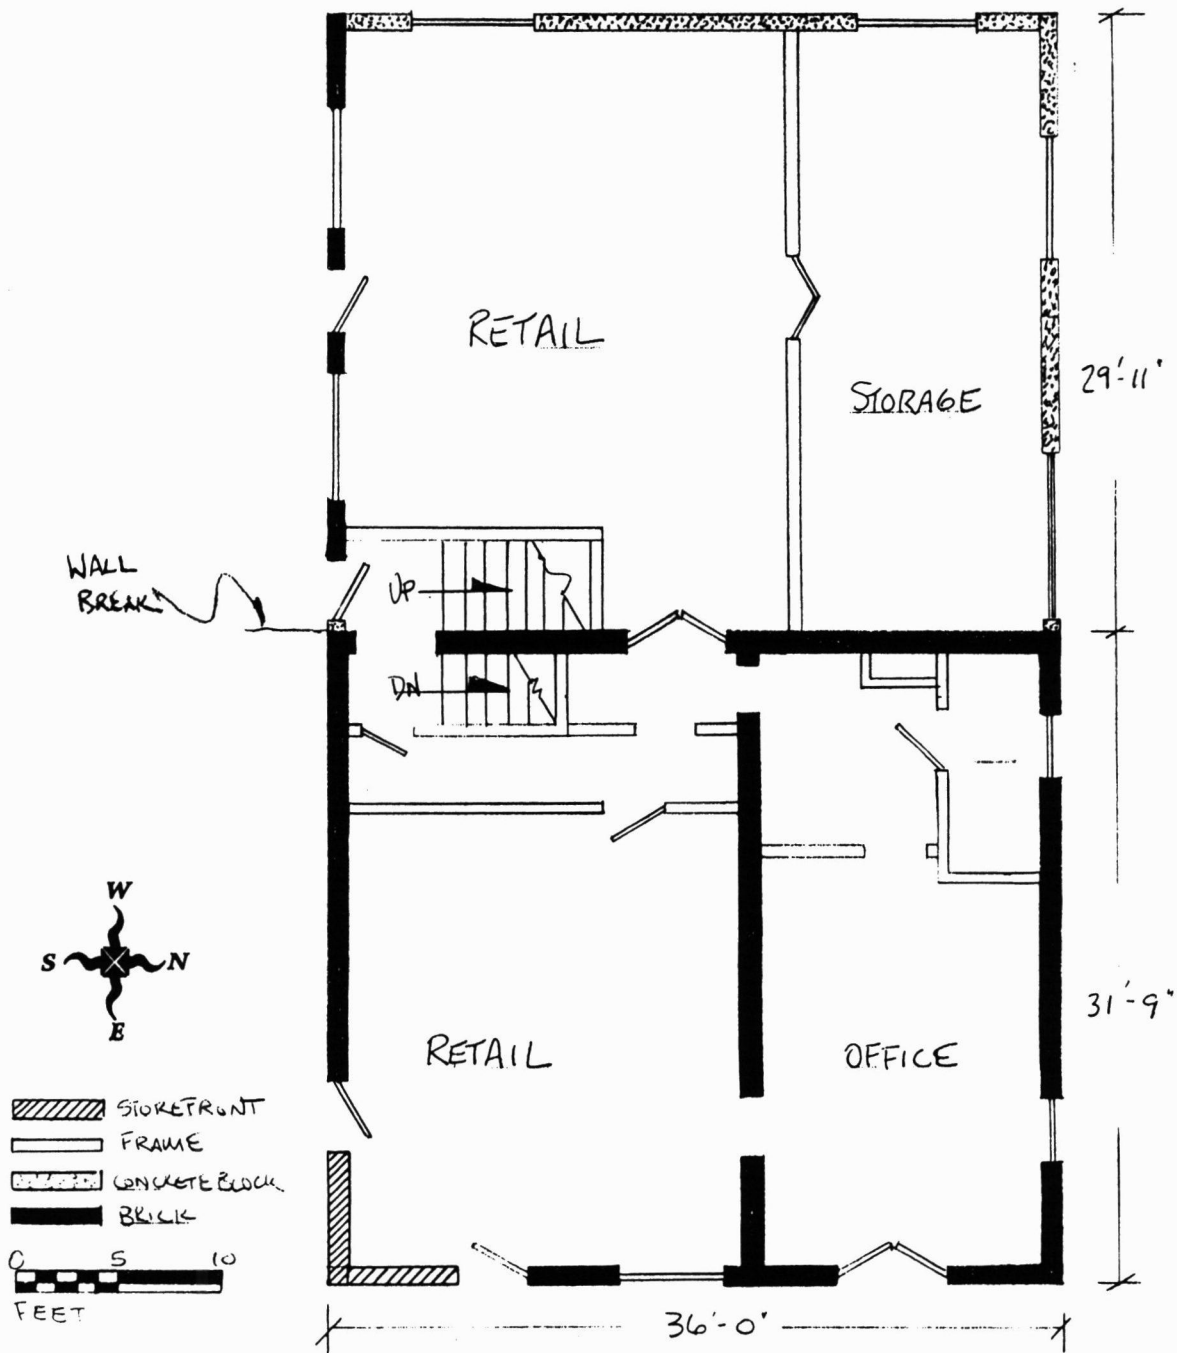 RETAIL
29'-11"
STORAGE
WALL
BREAK
UP
DN
W
S N
E
31'-9"
RETAIL
OFFICE
STOREFRONT
FRAME
CONCRETE BLOCK
BRICK
0 5 10
FEET
36'-0"